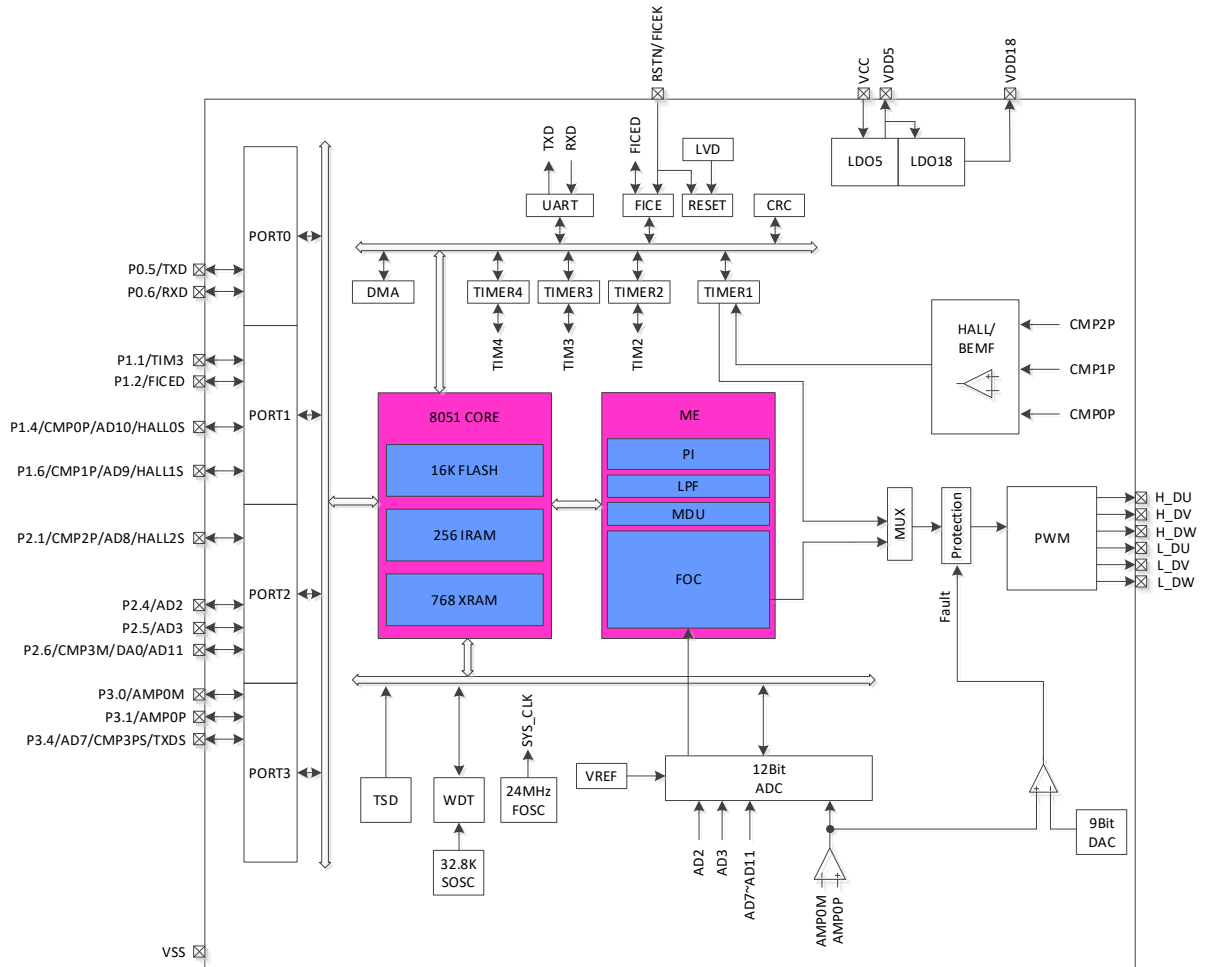 RSTN/FICEK
VCC
VDD5
VDD18
TXD
RXD
FICED
LVD
LDO5
LDO18
UART
FICE
RESET
CRC
PORT0
P0.5/TXD
P0.6/RXD
DMA
TIMER4
TIMER3
TIMER2
TIMER1
TIM4
TIM3
TIM2
HALL/
BEMF
CMP2P
CMP1P
CMP0P
P1.1/TIM3
P1.2/FICED
P1.4/CMP0P/AD10/HALL0S
P1.6/CMP1P/AD9/HALL1S
PORT1
8051 CORE
16K FLASH
256 IRAM
768 XRAM
ME
PI
LPF
MDU
FOC
MUX
Protection
PWM
H_DU
H_DV
H_DW
L_DU
L_DV
L_DW
Fault
P2.1/CMP2P/AD8/HALL2S
P2.4/AD2
P2.5/AD3
P2.6/CMP3M/DA0/AD11
PORT2
P3.0/AMP0M
P3.1/AMP0P
P3.4/AD7/CMP3PS/TXDS
PORT3
SYS_CLK
TSD
WDT
24MHz
FOSC
32.8K
SOSC
VREF
12Bit
ADC
AD2
AD3
AD7~AD11
AMP0M
AMP0P
9Bit
DAC
VSS